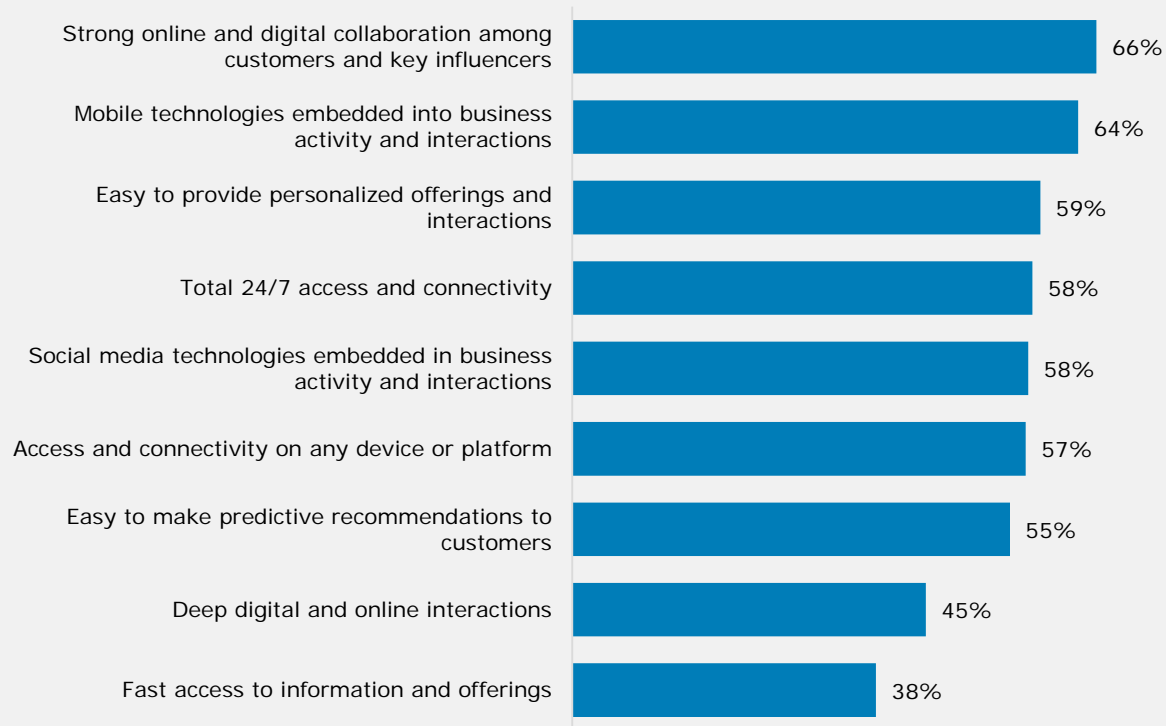 Strong online and digital collaboration among
customers and key influencers
66%
Mobile technologies embedded into business
activity and interactions
64%
Easy to provide personalized offerings and
interactions
59%
Total 24/7 access and connectivity
58%
Social media technologies embedded in business
activity and interactions
58%
Access and connectivity on any device or platform
57%
Easy to make predictive recommendations to
customers
55%
Deep digital and online interactions
45%
Fast access to information and offerings
38%